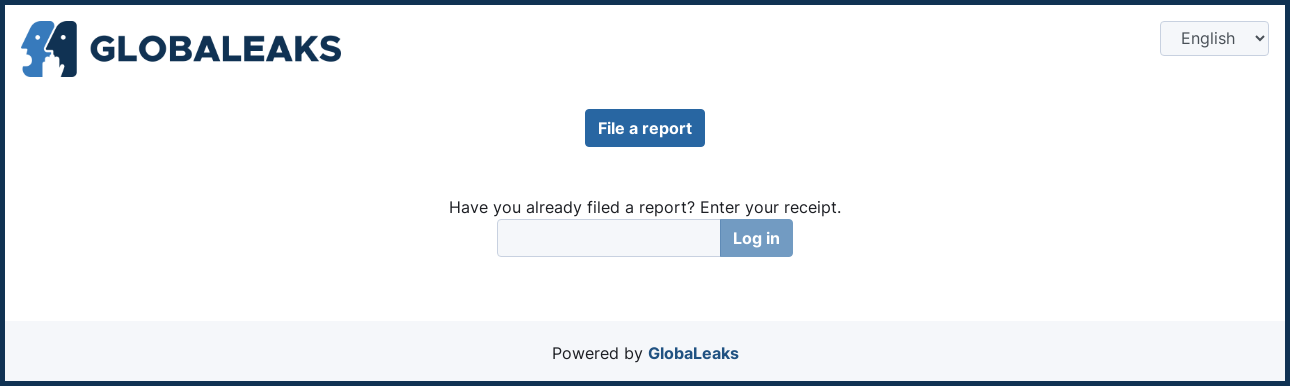 GLOBALEAKS
English
File a report
Have you already filed a report? Enter your receipt.
Log in
Powered by GlobaLeaks